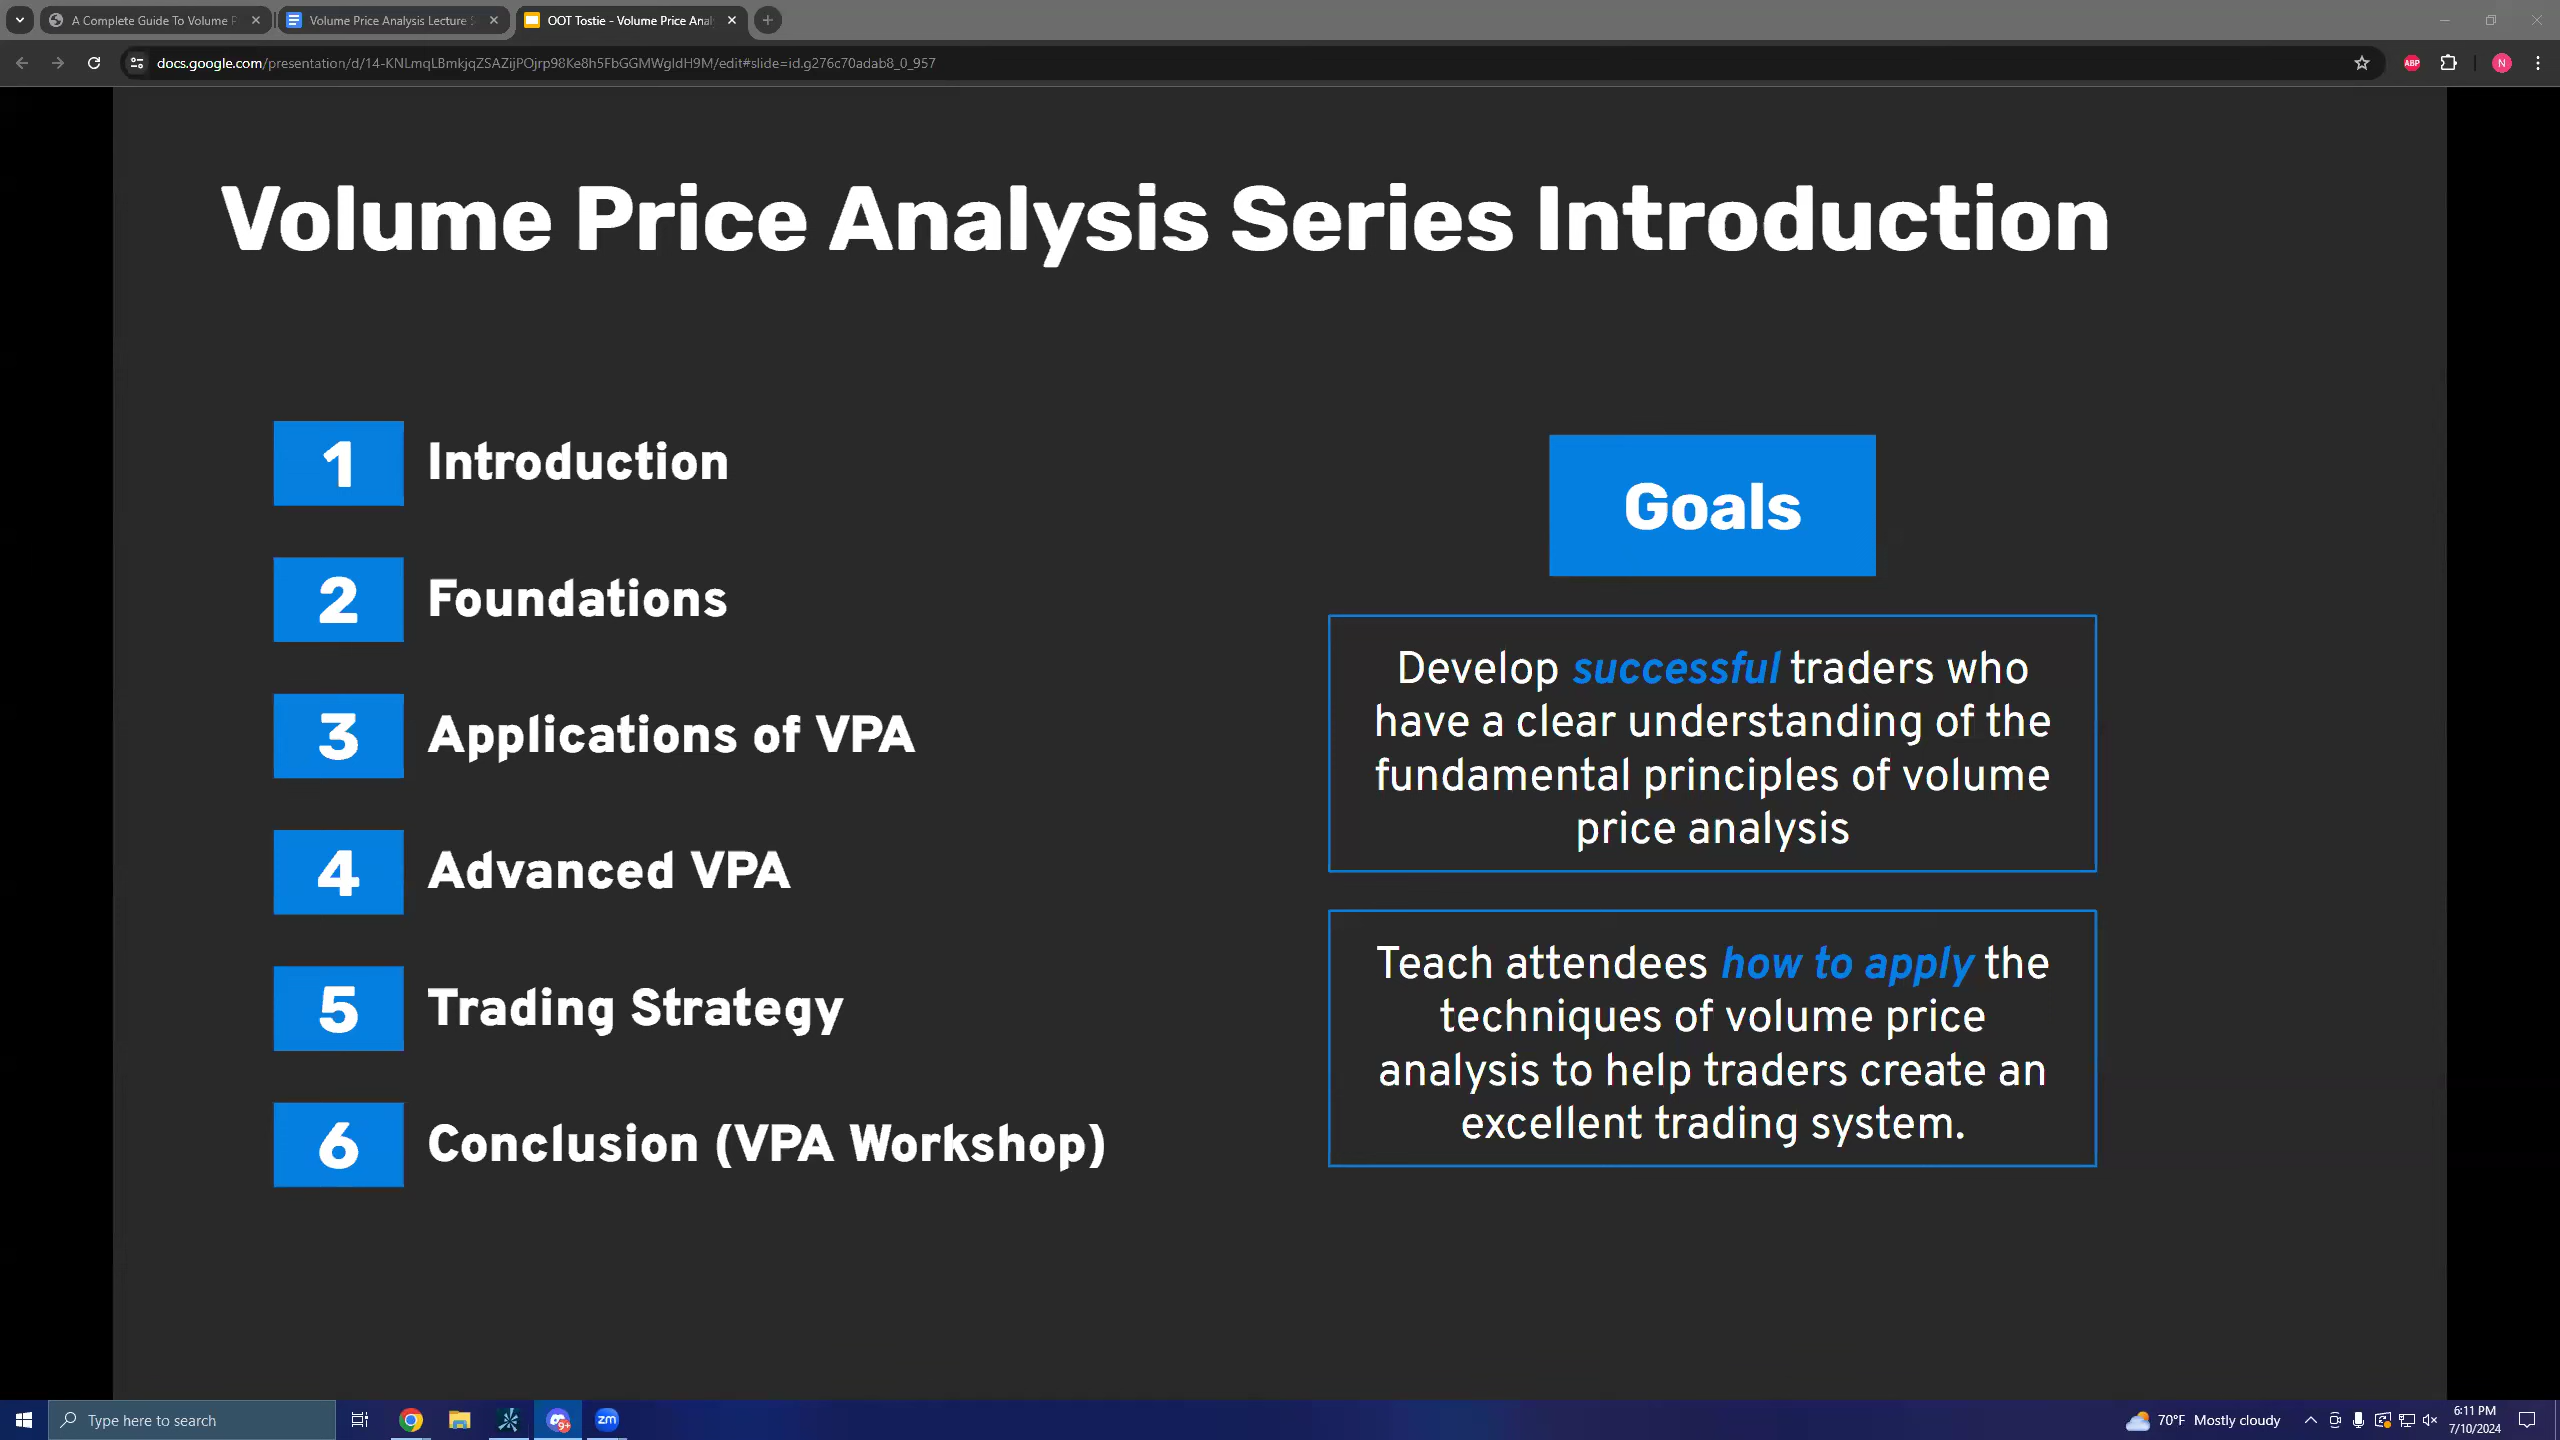 A Complete Guide To Volume
Volume Price Analysis Lecture
OOT Tostie - Volume Price Anal
docs.google.com/presentation/d/14-KNLmqLBmkjqZSAZijPOjrp98Ke8h5FbGGMWgldH9M/edit#slide=id.g276c70adab8_0_957
ABP
N
Volume Price Analysis Series Introduction
1 Introduction
2 Foundations
3 Applications of VPA
4 Advanced VPA
5 Trading Strategy
6 Conclusion (VPA Workshop)
Goals
Develop successful traders who
have a clear understanding of the
fundamental principles of volume
price analysis
Teach attendees how to apply the
techniques of volume price
analysis to help traders create an
excellent trading system.
Type here to search
9+
zm
70°F Mostly cloudy
6:11 PM
7/10/2024